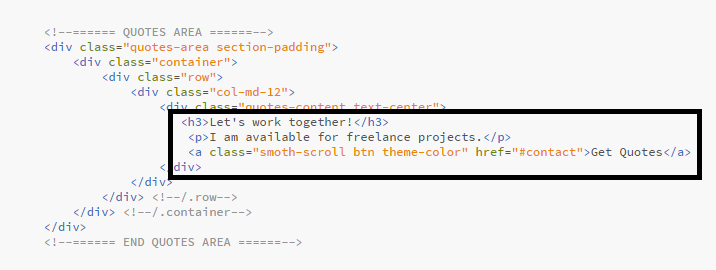 <!--====== QUOTES AREA ======-->
<div class="quotes-area section-padding">
<div class="container">
<div class="row">
<div class="col-md-12">
<div class="quotes-content text-center">
<h3>Let's work together!</h3>
<p>I am available for freelance projects.</p>
<a class="smoth-scroll btn theme-color" href="#contact">Get Quotes</a>
</div>
</div>
</div> <!--/.row-->
</div> <!--/.container-->
</div>
<!--====== END QUOTES AREA ======-->